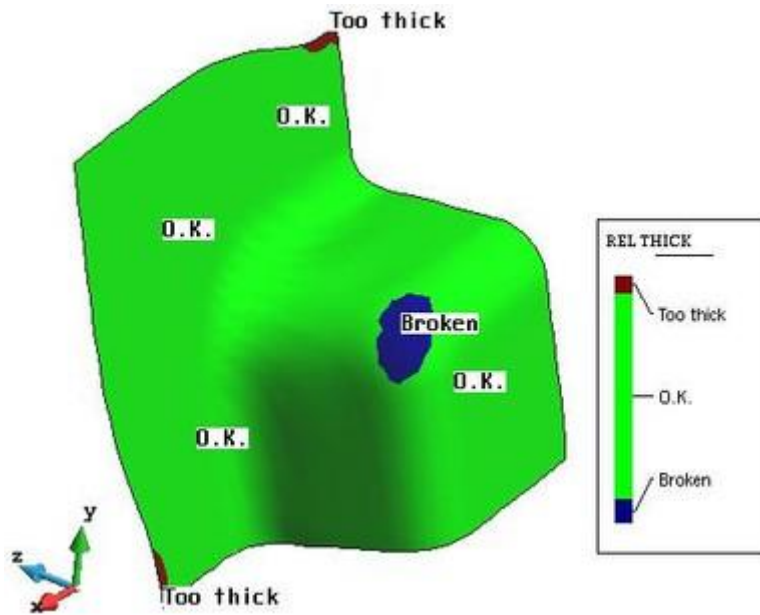 Too thick
O.K.
O.K.
Broken
O.K.
O.K.
Too thick
y
z
x
REL THICK
Too thick
O.K.
Broken